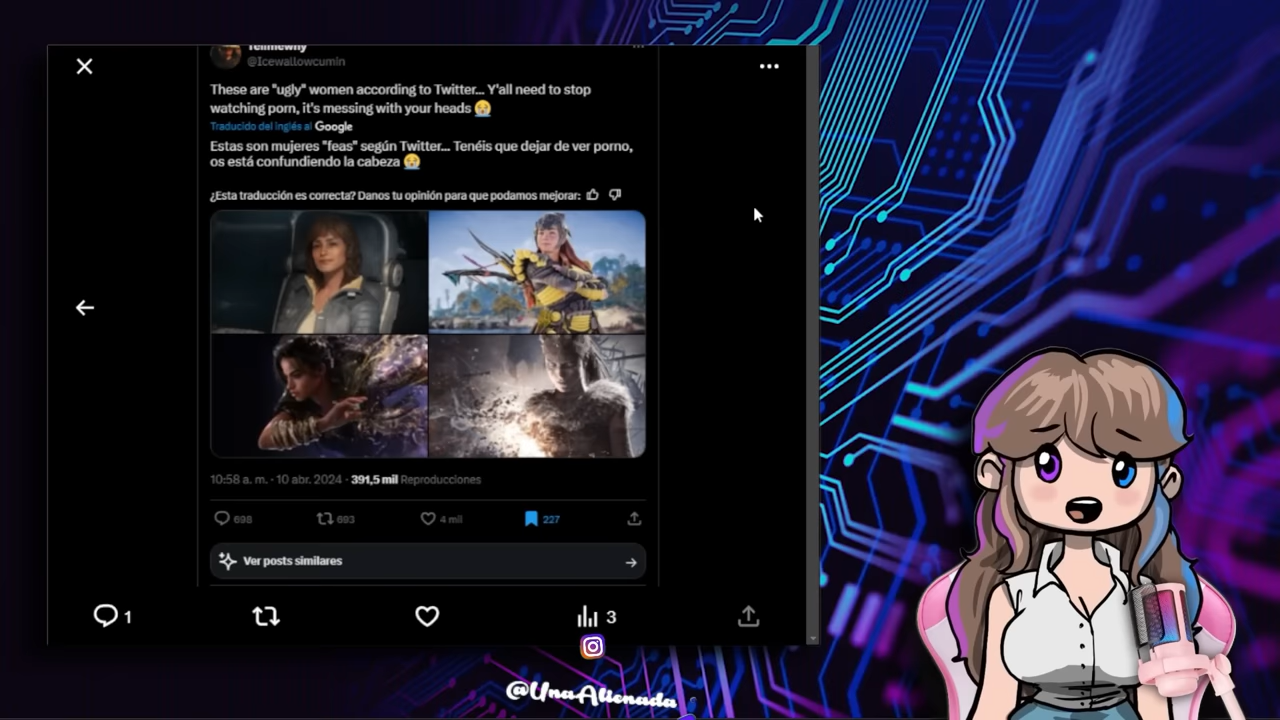 Tellmewhy
@Icewallowcumin
These are "ugly" women according to Twitter... Y'all need to stop
watching porn, it's messing with your heads 😭
Traducido del inglés al Google
Estas son mujeres "feas" según Twitter... Tenéis que dejar de ver porno,
os está confundiendo la cabeza 😭
¿Esta traducción es correcta? Danos tu opinión para que podamos mejorar:
10:58 a. m. · 10 abr. 2024 · 391,5 mil Reproducciones
698 693 4 mil 227
Ver posts similares
1 3
@UnaAlienada